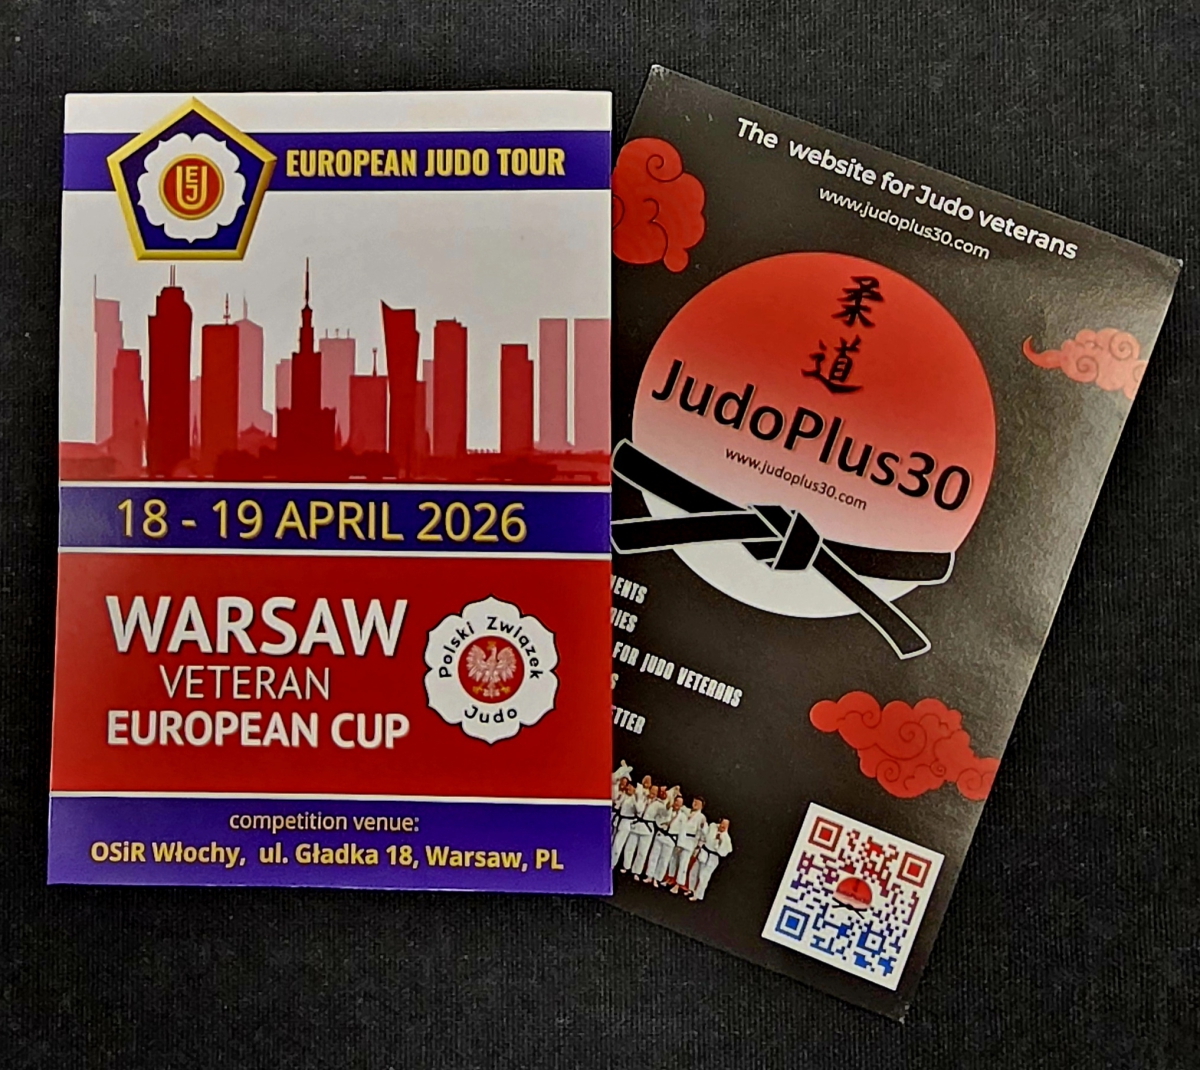 EUROPEAN JUDO TOUR
EJU
18 - 19 APRIL 2026
WARSAW
VETERAN
EUROPEAN CUP
Polski Związek
Judo
competition venue:
OSiR Włochy, ul. Gładka 18, Warsaw, PL
The website for Judo veterans
www.judoplus30.com
柔
道
JudoPlus30
www.judoplus30.com
FOR JUDO VETERANS